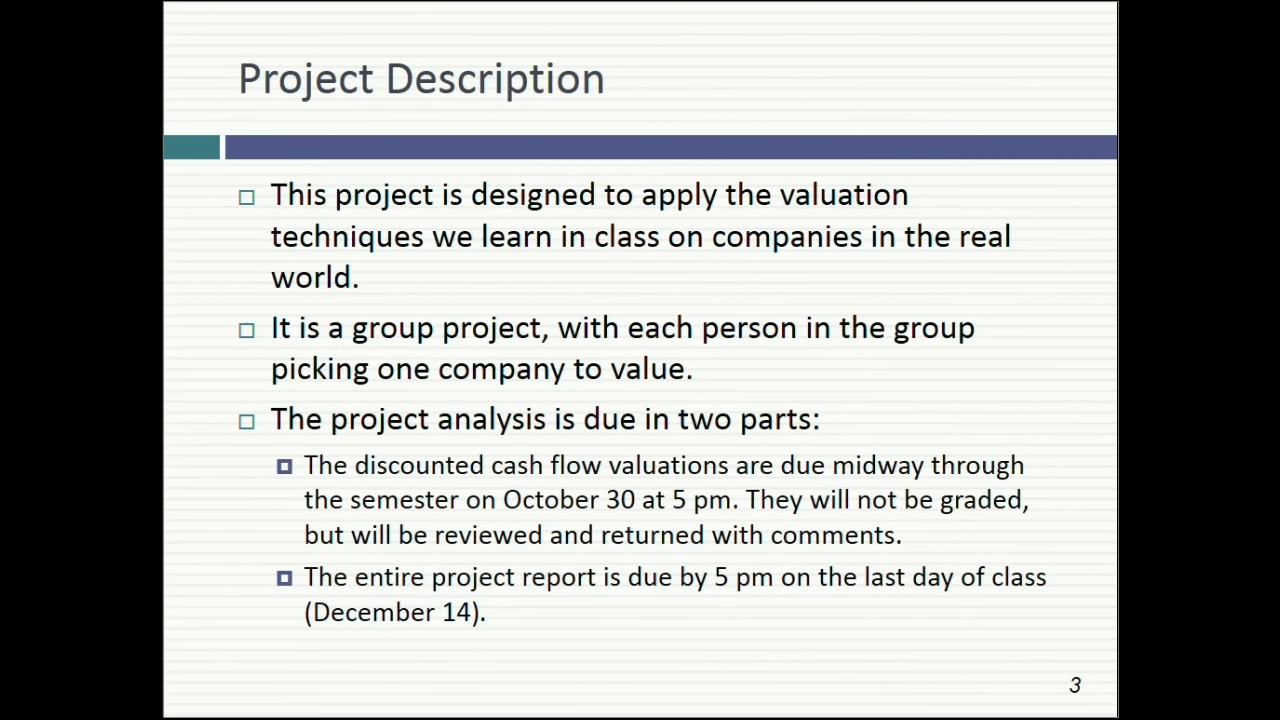 Project Description
This project is designed to apply the valuation
techniques we learn in class on companies in the real
world.
It is a group project, with each person in the group
picking one company to value.
The project analysis is due in two parts:
The discounted cash flow valuations are due midway through
the semester on October 30 at 5 pm. They will not be graded,
but will be reviewed and returned with comments.
The entire project report is due by 5 pm on the last day of class
(December 14).
3